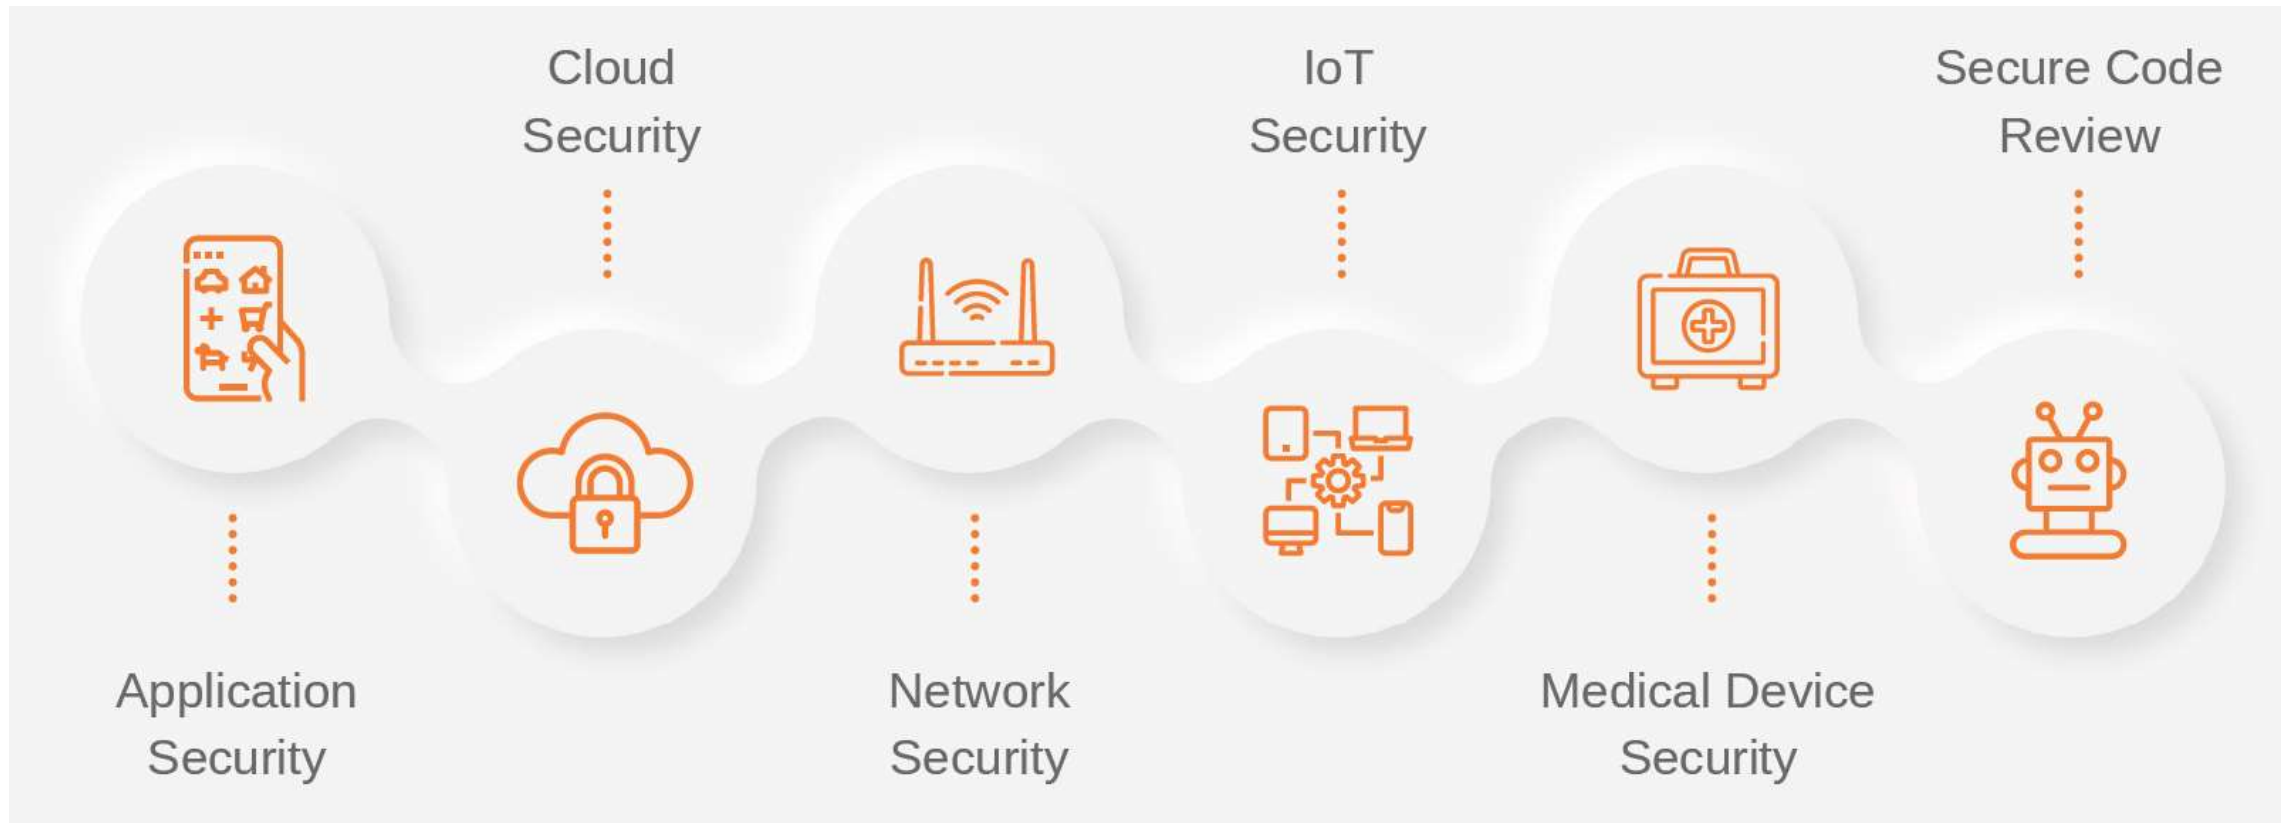 Cloud
Security
IoT
Security
Secure Code
Review
Application
Security
Network
Security
Medical Device
Security